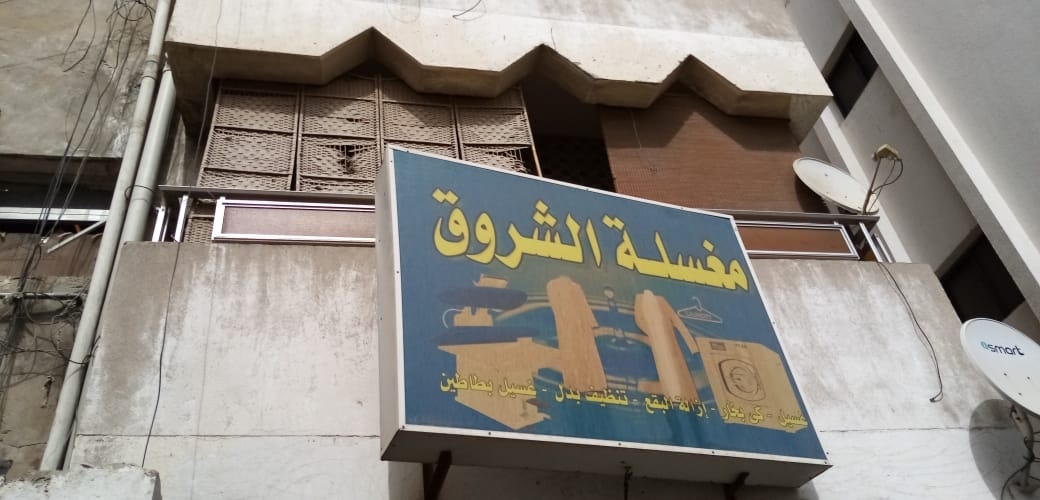 مغسلة الشروق
غسيل - كي بخار - إزالة البقع - تنظيف بدل - غسيل بطاطين
smart